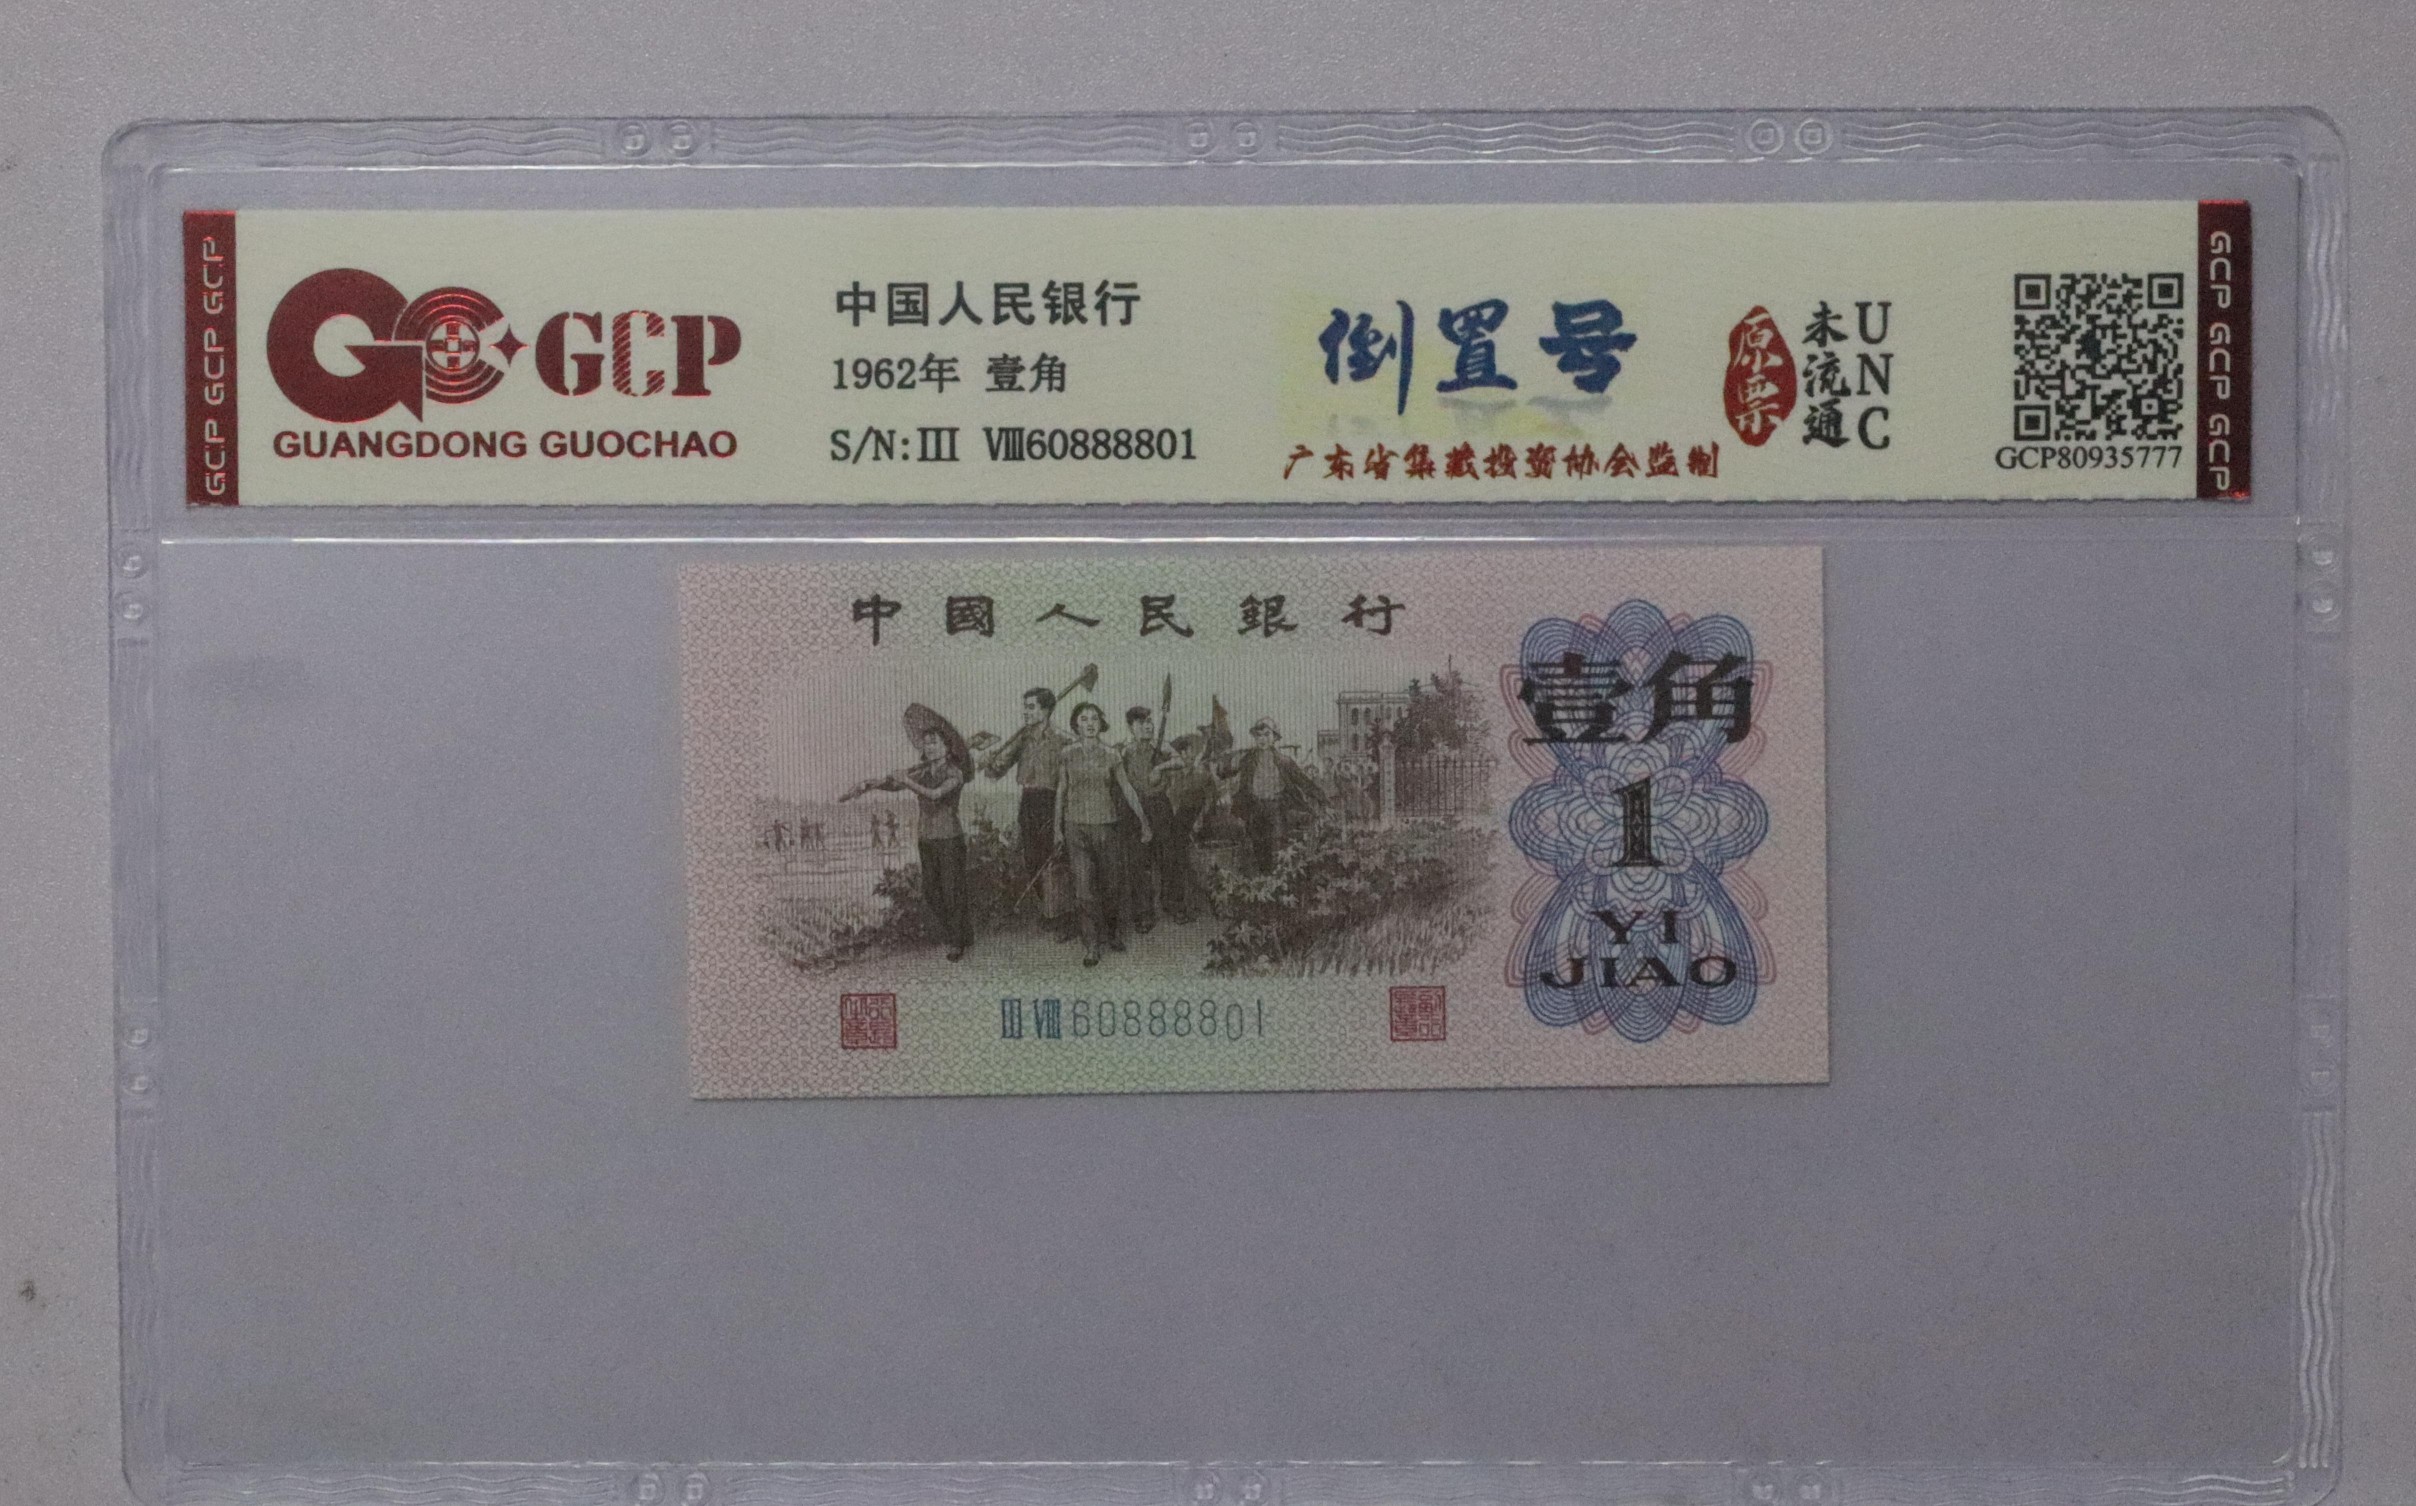 GCP GCP GCP
GCP
GUANGDONG GUOCHAO
中国人民银行
1962年 壹角
S/N:III VIII60888801
倒置号
广东省集藏投资协会监制
原票
未流通
UNC
GCP80935777
GCP GCP GCP
中國人民銀行
壹角
1
YI
JIAO
III VIII 60888801